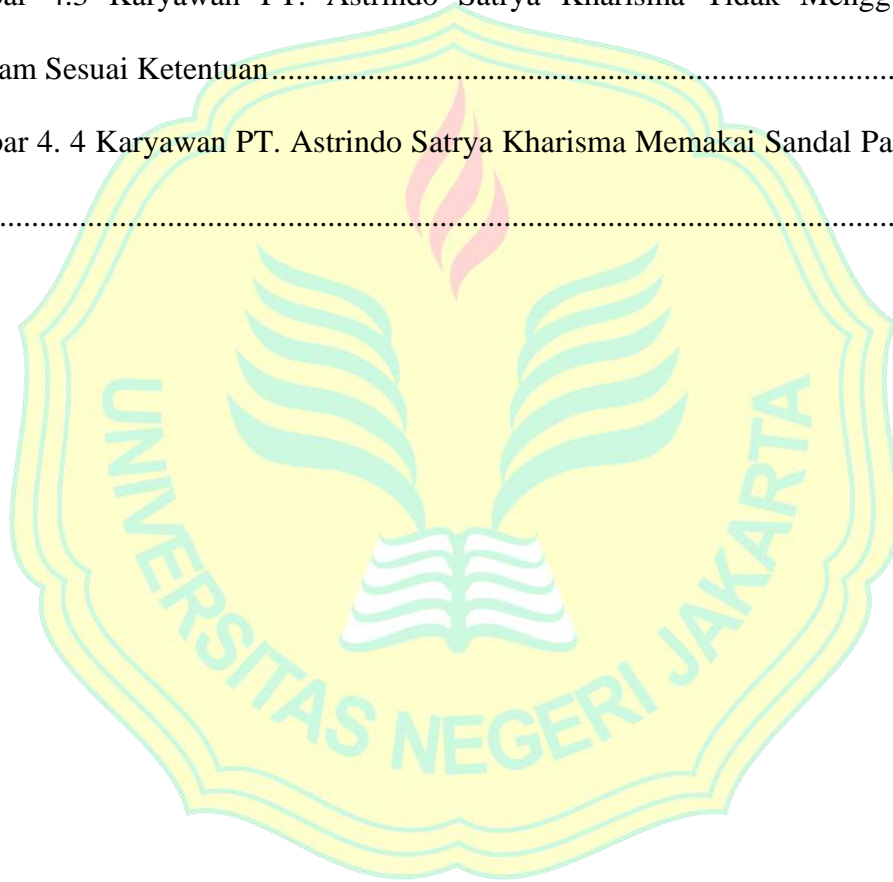 bar 4.3 Karyawan PT. Astrindo Satrya Kharisma Tidak Mengg
am Sesuai Ketentuan................................................................................
bar 4. 4 Karyawan PT. Astrindo Satrya Kharisma Memakai Sandal Pa
................................................................................................................
UNIVERSITAS NEGERI JAKARTA